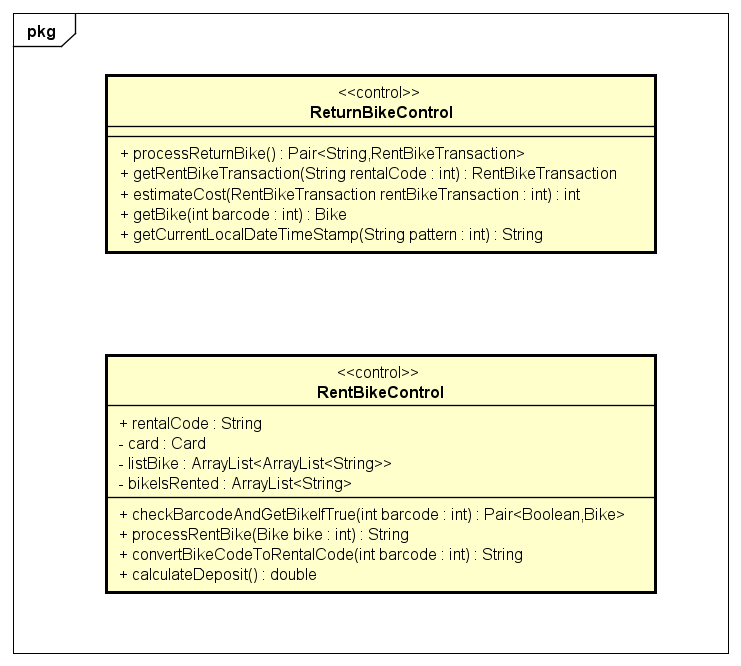 pkg
<<control>>
ReturnBikeControl
+ processReturnBike() : Pair<String,RentBikeTransaction>
+ getRentBikeTransaction(String rentalCode : int) : RentBikeTransaction
+ estimateCost(RentBikeTransaction rentBikeTransaction : int) : int
+ getBike(int barcode : int) : Bike
+ getCurrentLocalDateTimeStamp(String pattern : int) : String
<<control>>
RentBikeControl
+ rentalCode : String
- card : Card
- listBike : ArrayList<ArrayList<String>>
- bikeIsRented : ArrayList<String>
+ checkBarcodeAndGetBikeIfTrue(int barcode : int) : Pair<Boolean,Bike>
+ processRentBike(Bike bike : int) : String
+ convertBikeCodeToRentalCode(int barcode : int) : String
+ calculateDeposit() : double